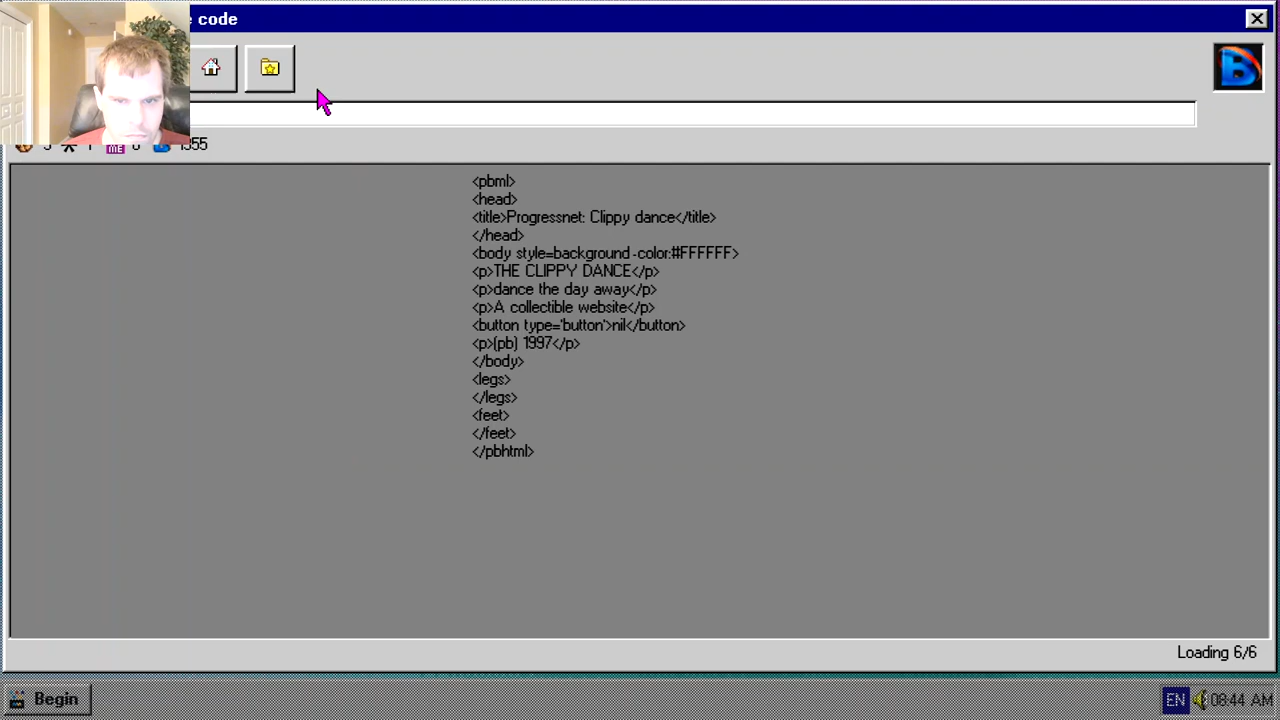 code
1355
<pbml>
<head>
<title>Progressnet: Clippy dance</title>
</head>
<body style=background-color:#FFFFFF>
<p>THE CLIPPY DANCE</p>
<p>dance the day away</p>
<p>A collectible website</p>
<button type='button'>nil</button>
<p>(pb) 1997</p>
</body>
<legs>
</legs>
<feet>
</feet>
</pbhtml>
Loading 6/6
Begin
EN 08:44 AM